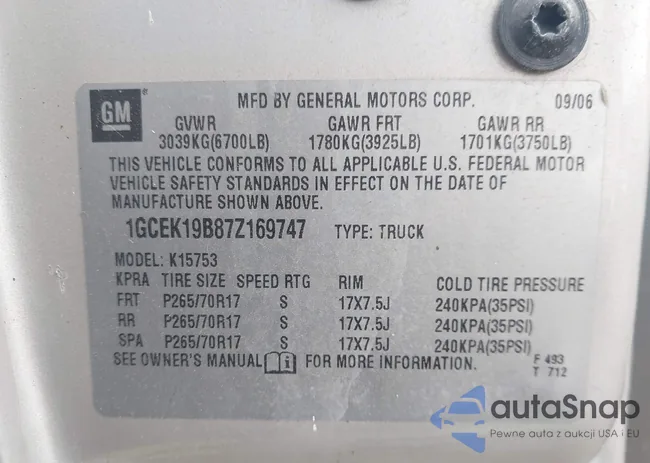 GM
MFD BY GENERAL MOTORS CORP. 09/06
GVWR GAWR FRT GAWR RR
3039KG(6700LB) 1780KG(3925LB) 1701KG(3750LB)
THIS VEHICLE CONFORMS TO ALL APPLICABLE U.S. FEDERAL MOTOR
VEHICLE SAFETY STANDARDS IN EFFECT ON THE DATE OF
MANUFACTURE SHOWN ABOVE.
1GCEK19B87Z169747 TYPE: TRUCK
MODEL: K15753
KPRA TIRE SIZE SPEED RTG RIM COLD TIRE PRESSURE
FRT P265/70R17 S 17X7.5J 240KPA(35PSI)
RR P265/70R17 S 17X7.5J 240KPA(35PSI)
SPA P265/70R17 S 17X7.5J 240KPA(35PSI)
SEE OWNER'S MANUAL FOR MORE INFORMATION. F 493
T 712
autaSnap
Pewne auta z aukcji USA i EU